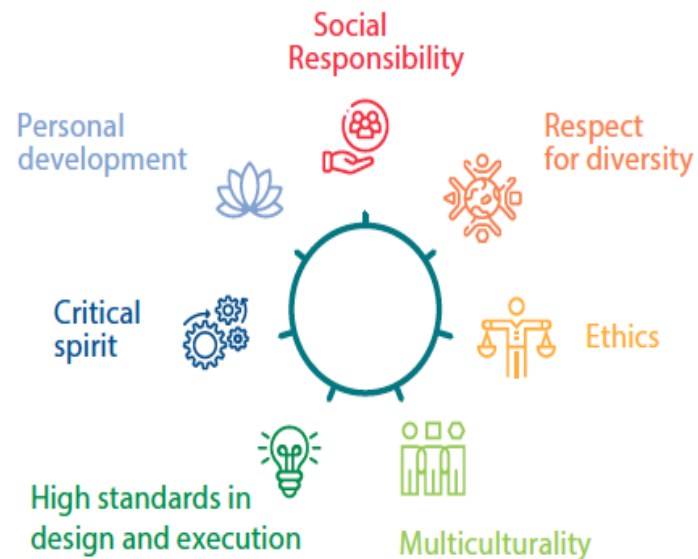 Social
Responsibility
Personal
development
Respect
for diversity
Critical
spirit
Ethics
High standards in
design and execution
Multiculturality